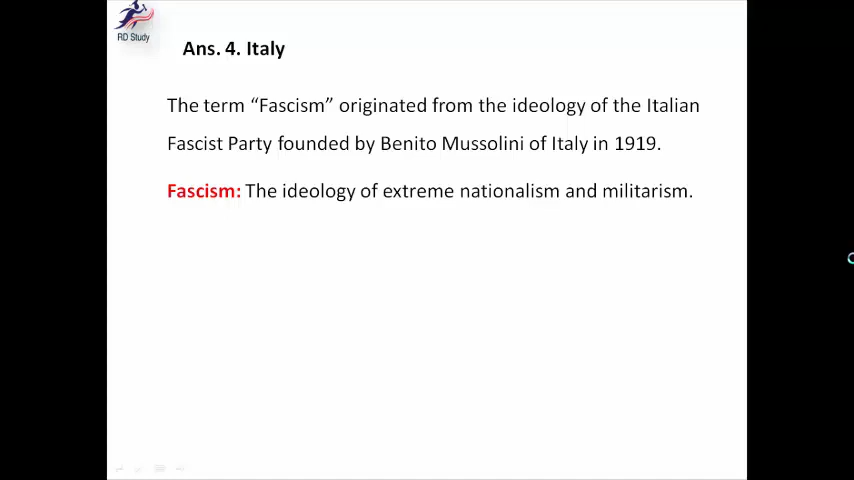 RD Study
Ans. 4. Italy
The term “Fascism” originated from the ideology of the Italian
Fascist Party founded by Benito Mussolini of Italy in 1919.
Fascism: The ideology of extreme nationalism and militarism.